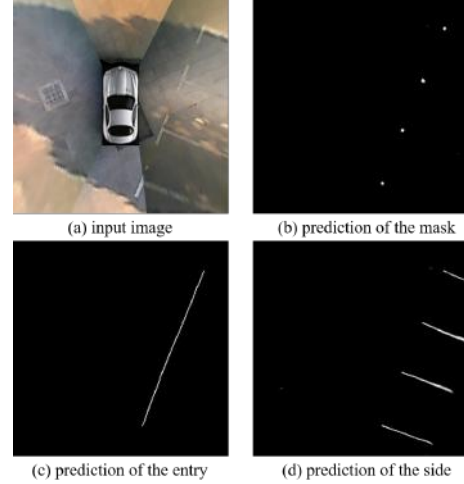 (a) input image
(b) prediction of the mask
(c) prediction of the entry
(d) prediction of the side